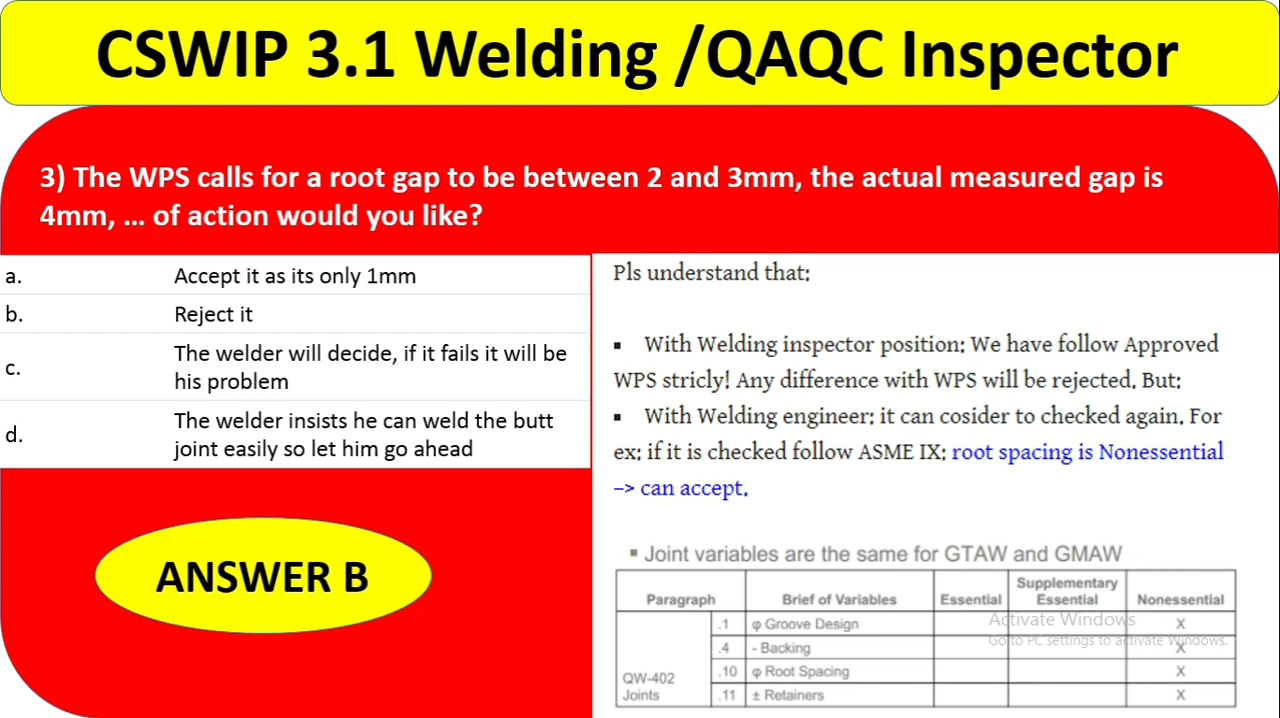 CSWIP 3.1 Welding /QAQC Inspector
3) The WPS calls for a root gap to be between 2 and 3mm, the actual measured gap is
4mm, ... of action would you like?
a. Accept it as its only 1mm
b. Reject it
c. The welder will decide, if it fails it will be
his problem
d. The welder insists he can weld the butt
joint easily so let him go ahead
ANSWER B
Pls understand that:
▪ With Welding inspector position: We have follow Approved
WPS stricly! Any difference with WPS will be rejected. But:
▪ With Welding engineer: it can cosider to checked again. For
ex: if it is checked follow ASME IX: root spacing is Nonessential
–> can accept.
▪ Joint variables are the same for GTAW and GMAW
Paragraph Brief of Variables Essential Supplementary Essential Nonessential
QW-402 Joints
.1 φ Groove Design X
.4 - Backing X
.10 φ Root Spacing X
.11 ± Retainers X
Activate Windows
Go to PC settings to activate Windows.